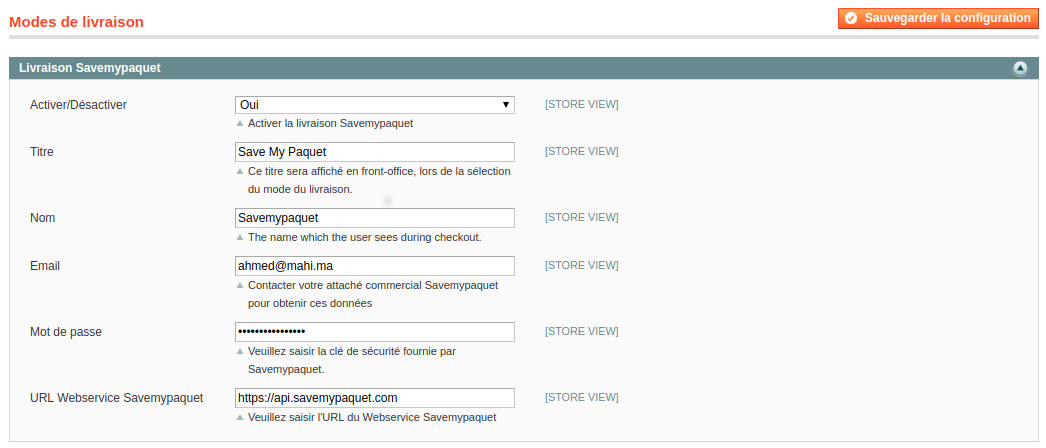 Modes de livraison
Sauvegarder la configuration
Livraison Savemypaquet
Activer/Désactiver
Oui
[STORE VIEW]
Activer la livraison Savemypaquet
Titre
Save My Paquet
[STORE VIEW]
Ce titre sera affiché en front-office, lors de la sélection
du mode du livraison.
Nom
Savemypaquet
[STORE VIEW]
The name which the user sees during checkout.
Email
ahmed@mahi.ma
[STORE VIEW]
Contacter votre attaché commercial Savemypaquet
pour obtenir ces données
Mot de passe
••••••••••••••••
[STORE VIEW]
Veuillez saisir la clé de sécurité fournie par
Savemypaquet.
URL Webservice Savemypaquet
https://api.savemypaquet.com
[STORE VIEW]
Veuillez saisir l'URL du Webservice Savemypaquet